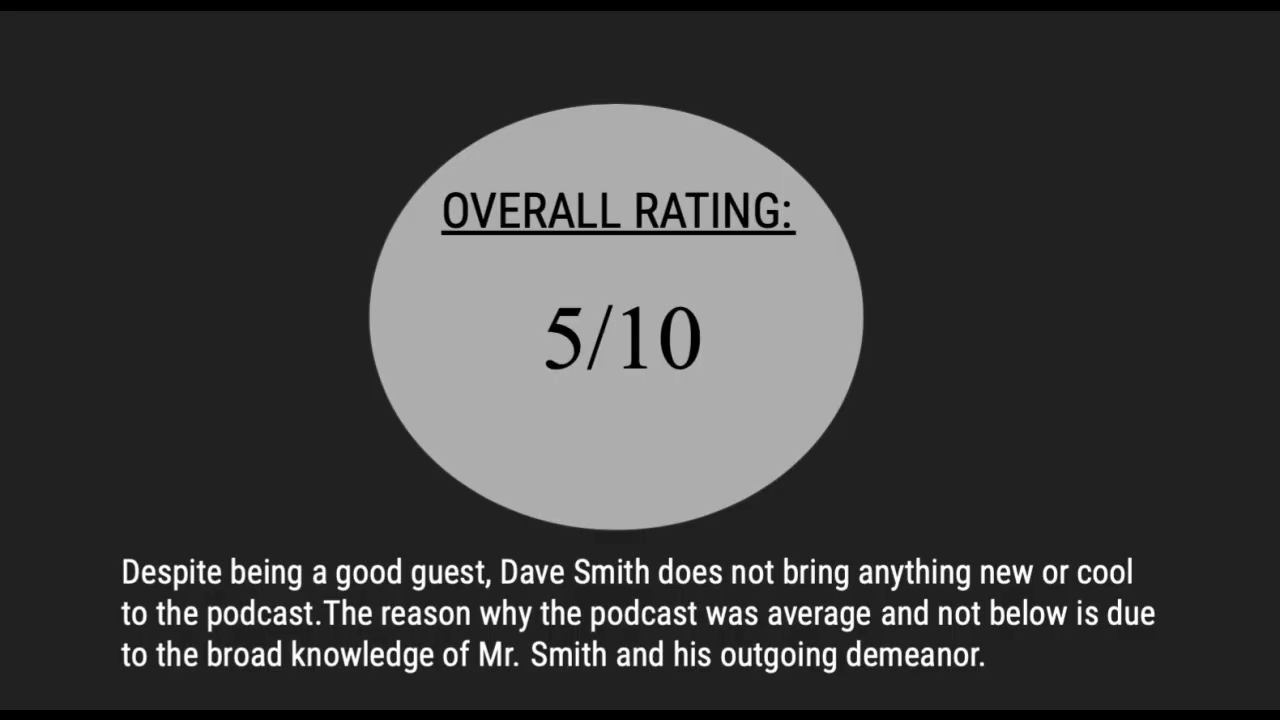 OVERALL RATING:
5/10
Despite being a good guest, Dave Smith does not bring anything new or cool
to the podcast.The reason why the podcast was average and not below is due
to the broad knowledge of Mr. Smith and his outgoing demeanor.